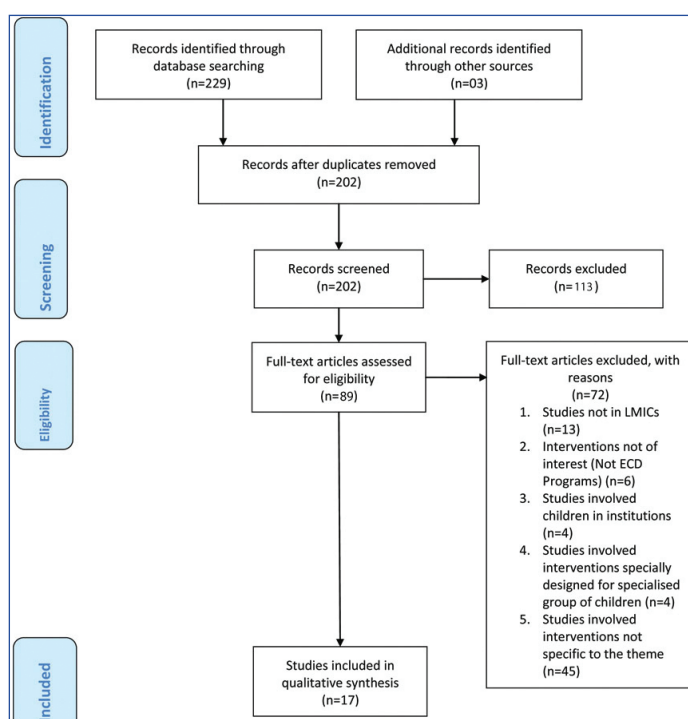 Identification
Records identified through
database searching
(n=229)
Additional records identified
through other sources
(n=03)
Records after duplicates removed
(n=202)
Screening
Records screened
(n=202)
Records excluded
(n=113)
Eligibility
Full-text articles assessed
for eligibility
(n=89)
Full-text articles excluded, with
reasons
(n=72)
1. Studies not in LMICs
(n=13)
2. Interventions not of
interest (Not ECD
Programs) (n=6)
3. Studies involved
children in institutions
(n=4)
4. Studies involved
interventions specially
designed for specialised
group of children (n=4)
5. Studies involved
interventions not
specific to the theme
(n=45)
ncluded
Studies included in
qualitative synthesis
(n=17)